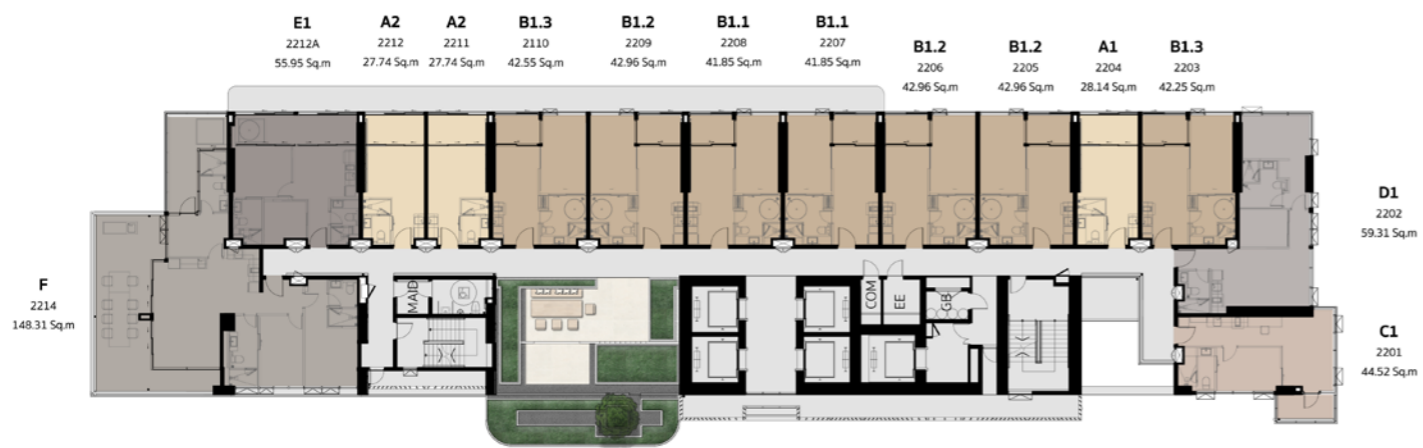 E1
2212A
55.95 Sq.m
A2
2212
27.74 Sq.m
A2
2211
27.74 Sq.m
B1.3
2110
42.55 Sq.m
B1.2
2209
42.96 Sq.m
B1.1
2208
41.85 Sq.m
B1.1
2207
41.85 Sq.m
B1.2
2206
42.96 Sq.m
B1.2
2205
42.96 Sq.m
A1
2204
28.14 Sq.m
B1.3
2203
42.25 Sq.m
D1
2202
59.31 Sq.m
F
2214
148.31 Sq.m
MAID
COM
EE
GB
C1
2201
44.52 Sq.m